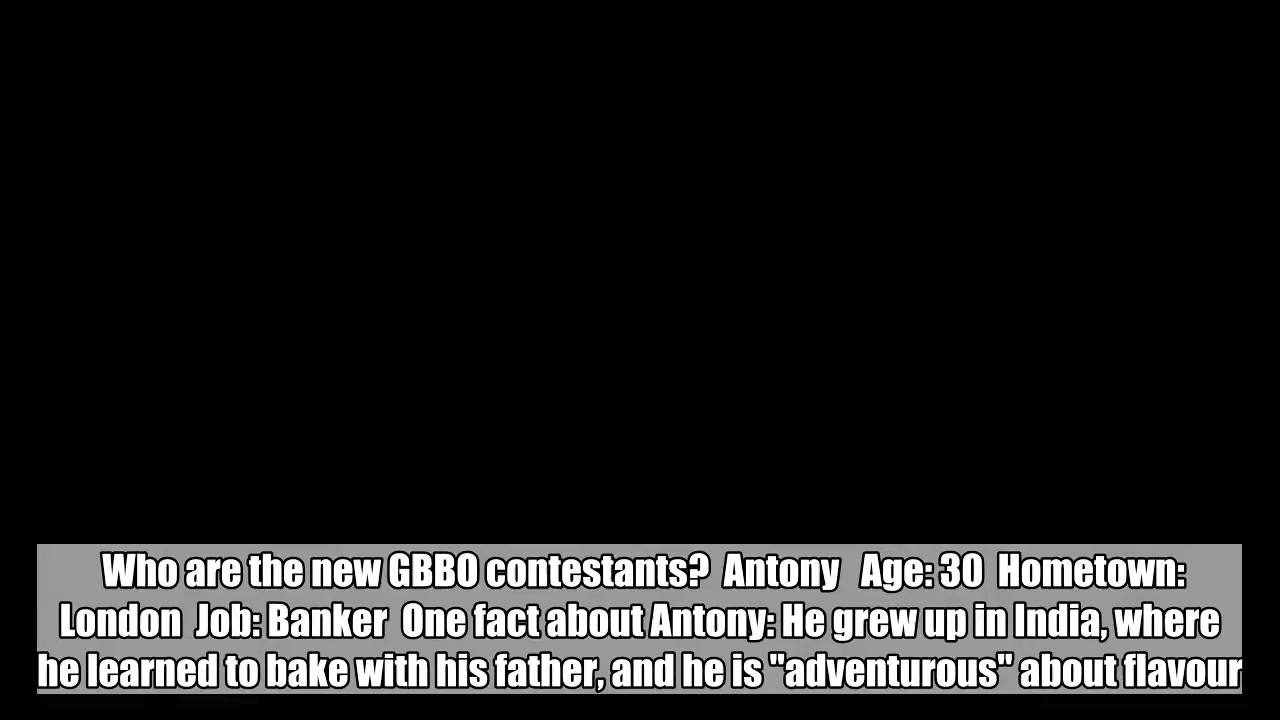 Who are the new GBBO contestants?  Antony   Age: 30  Hometown:
London  Job: Banker  One fact about Antony: He grew up in India, where
he learned to bake with his father, and he is "adventurous" about flavour